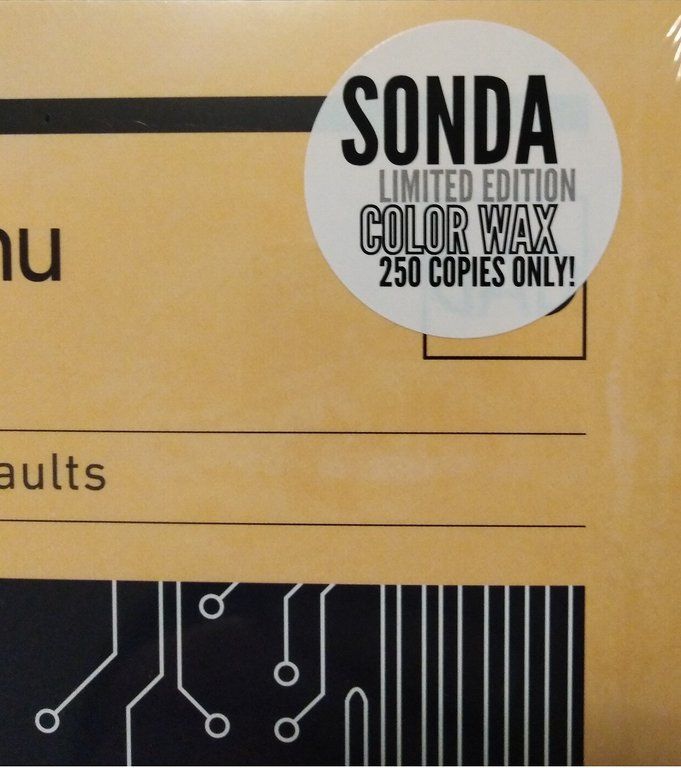 SONDA
LIMITED EDITION
COLOR WAX
250 COPIES ONLY!
nu
aults